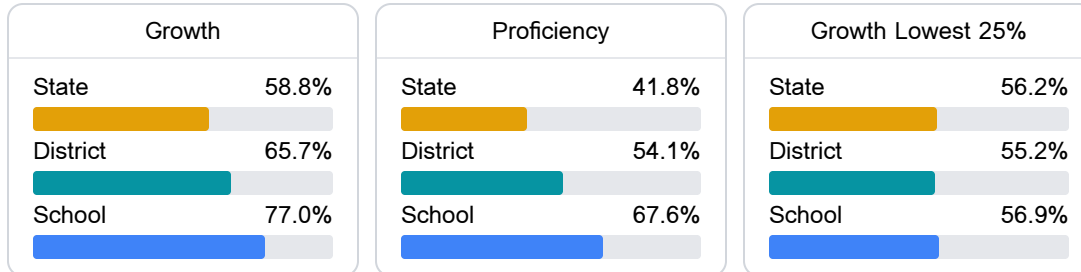 Growth
State 58.8%
District 65.7%
School 77.0%
Proficiency
State 41.8%
District 54.1%
School 67.6%
Growth Lowest 25%
State 56.2%
District 55.2%
School 56.9%